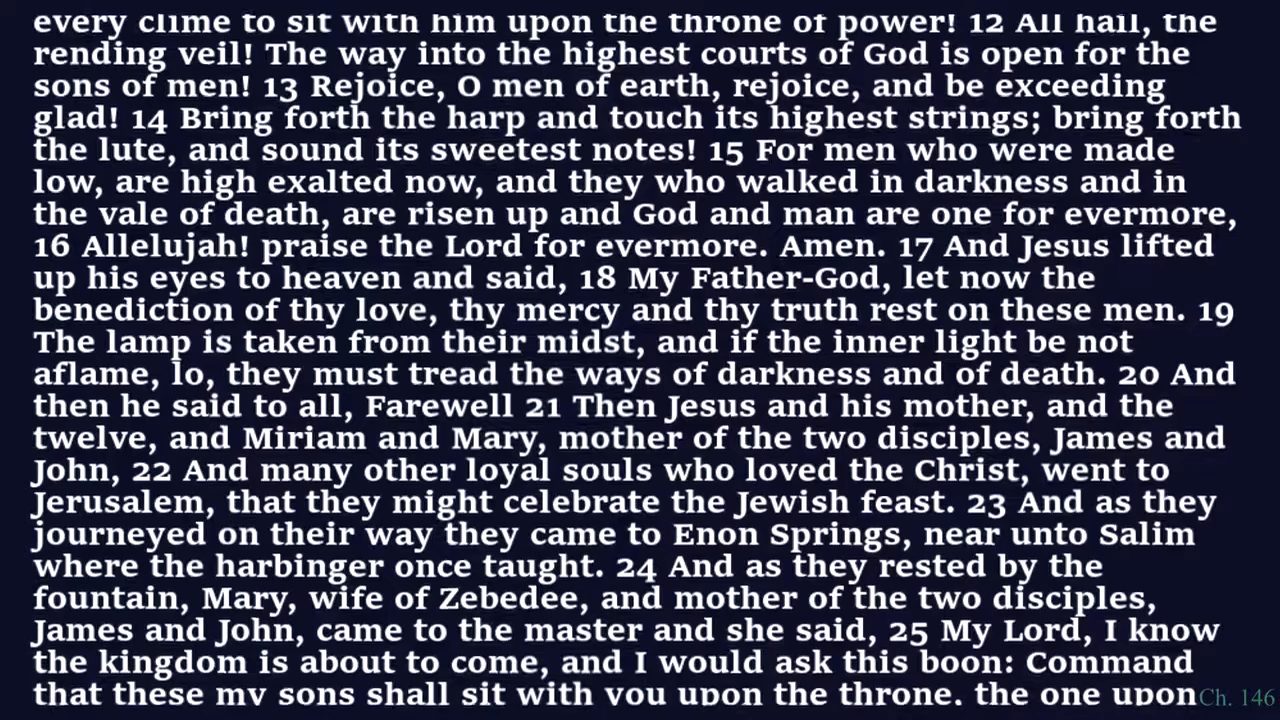 every clime to sit with him upon the throne of power! 12 All hail, the
rending veil! The way into the highest courts of God is open for the
sons of men! 13 Rejoice, O men of earth, rejoice, and be exceeding
glad! 14 Bring forth the harp and touch its highest strings; bring forth
the lute, and sound its sweetest notes! 15 For men who were made
low, are high exalted now, and they who walked in darkness and in
the vale of death, are risen up and God and man are one for evermore,
16 Allelujah! praise the Lord for evermore. Amen. 17 And Jesus lifted
up his eyes to heaven and said, 18 My Father-God, let now the
benediction of thy love, thy mercy and thy truth rest on these men. 19
The lamp is taken from their midst, and if the inner light be not
aflame, lo, they must tread the ways of darkness and of death. 20 And
then he said to all, Farewell 21 Then Jesus and his mother, and the
twelve, and Miriam and Mary, mother of the two disciples, James and
John, 22 And many other loyal souls who loved the Christ, went to
Jerusalem, that they might celebrate the Jewish feast. 23 And as they
journeyed on their way they came to Enon Springs, near unto Salim
where the harbinger once taught. 24 And as they rested by the
fountain, Mary, wife of Zebedee, and mother of the two disciples,
James and John, came to the master and she said, 25 My Lord, I know
the kingdom is about to come, and I would ask this boon: Command
that these my sons shall sit with you upon the throne, the one upon
Ch. 146